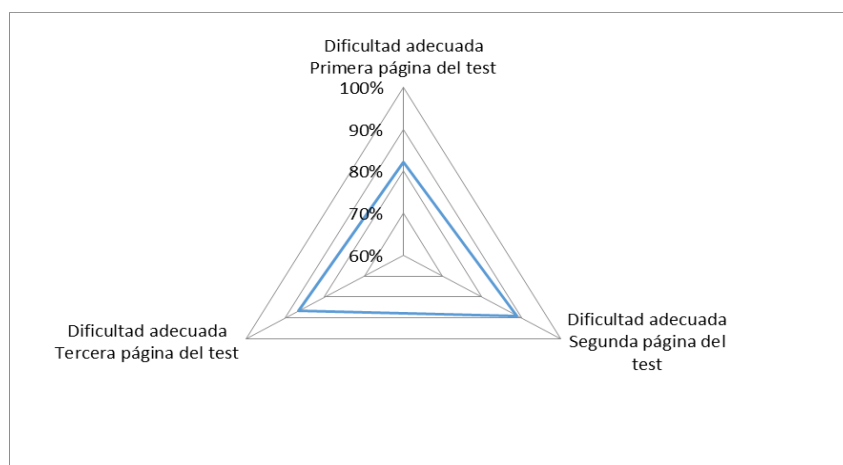 Dificultad adecuada
Primera página del test
100%
90%
80%
70%
60%
Dificultad adecuada
Segunda página del
test
Dificultad adecuada
Tercera página del test